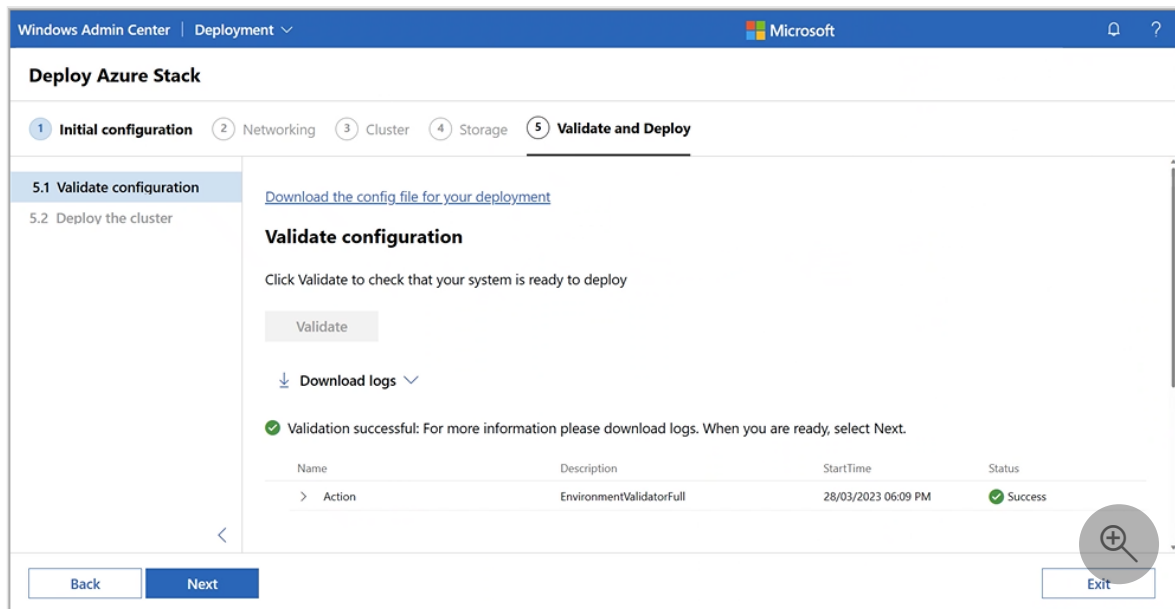 Windows Admin Center | Deployment
Microsoft
?
Deploy Azure Stack
1 Initial configuration 2 Networking 3 Cluster 4 Storage 5 Validate and Deploy
5.1 Validate configuration
5.2 Deploy the cluster
Download the config file for your deployment
Validate configuration
Click Validate to check that your system is ready to deploy
Validate
Download logs
Validation successful: For more information please download logs. When you are ready, select Next.
Name Description StartTime Status
Action EnvironmentValidatorFull 28/03/2023 06:09 PM Success
Back Next Exit